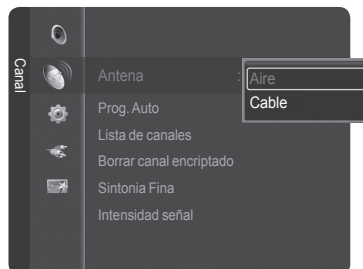 Canal
Antena : Aire
Cable
Prog. Auto
Lista de canales
Borrar canal encriptado
Sintonia Fina
Intensidad señal